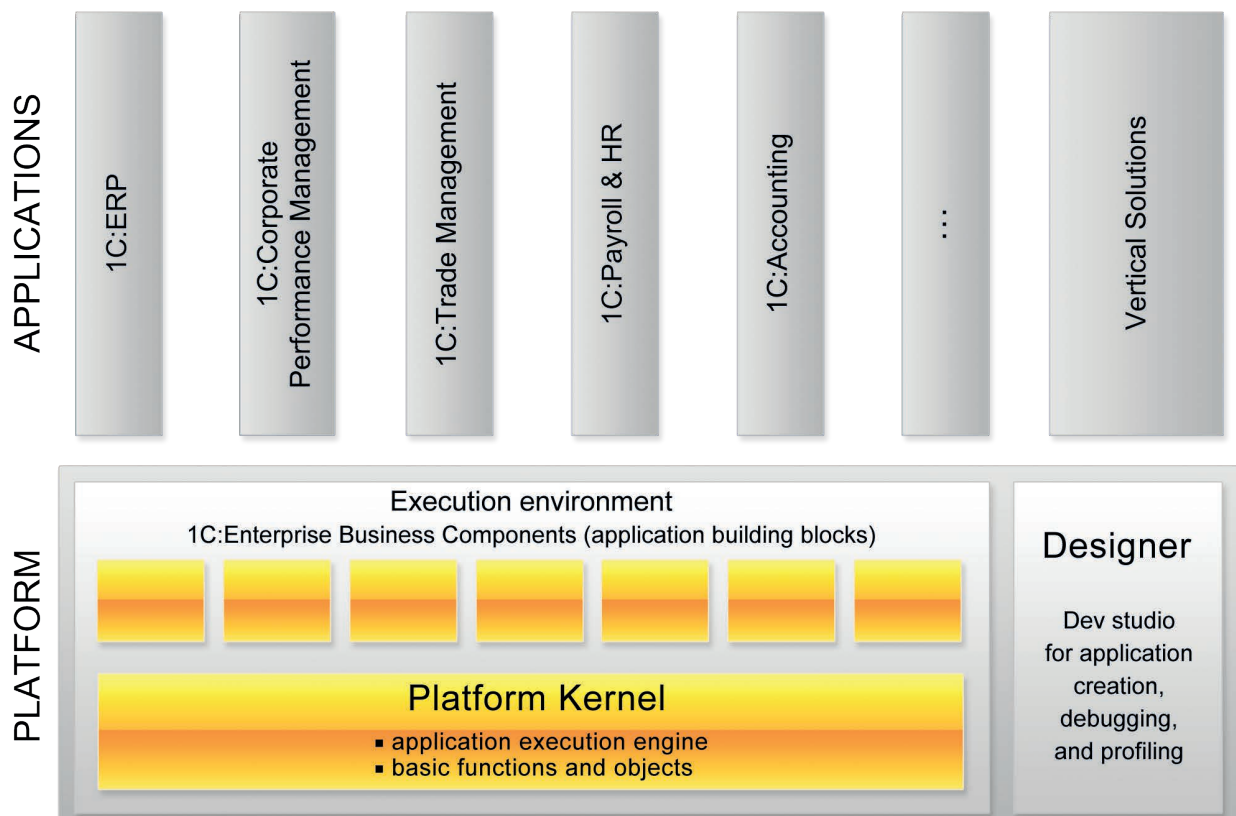 APPLICATIONS
1C:ERP
1C:Corporate
Performance Management
1C:Trade Management
1C:Payroll & HR
1C:Accounting
...
Vertical Solutions
PLATFORM
Execution environment
1C:Enterprise Business Components (application building blocks)
Platform Kernel
▪ application execution engine
▪ basic functions and objects
Designer
Dev studio
for application
creation,
debugging,
and profiling